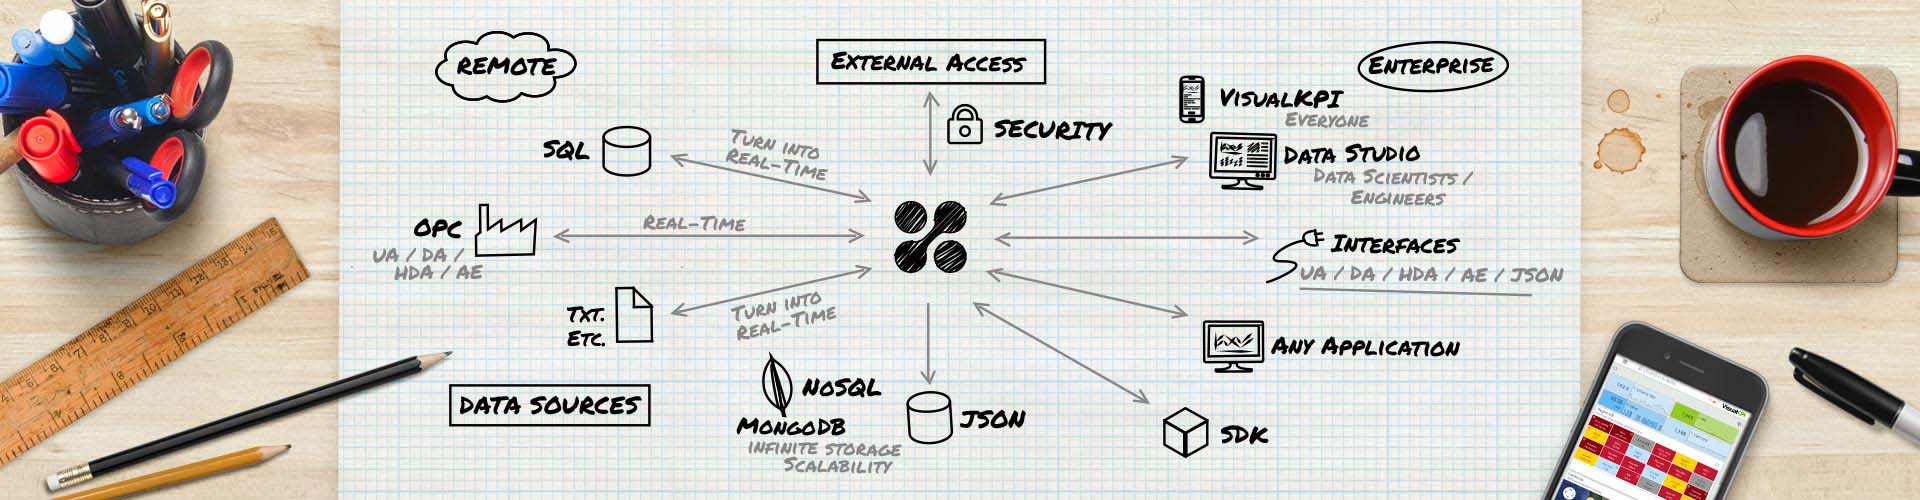 REMOTE
EXTERNAL ACCESS
ENTERPRISE
VISUALKPI
EVERYONE
SECURITY
SQL
TURN INTO
REAL-TIME
DATA STUDIO
DATA SCIENTISTS /
ENGINEERS
OPC
UA / DA /
HDA / AE
REAL-TIME
INTERFACES
UA / DA / HDA / AE / JSON
TXT.
ETC.
TURN INTO
REAL-TIME
ANY APPLICATION
DATA SOURCES
NOSQL
MONGODB
INFINITE STORAGE
SCALABILITY
JSON
SDK